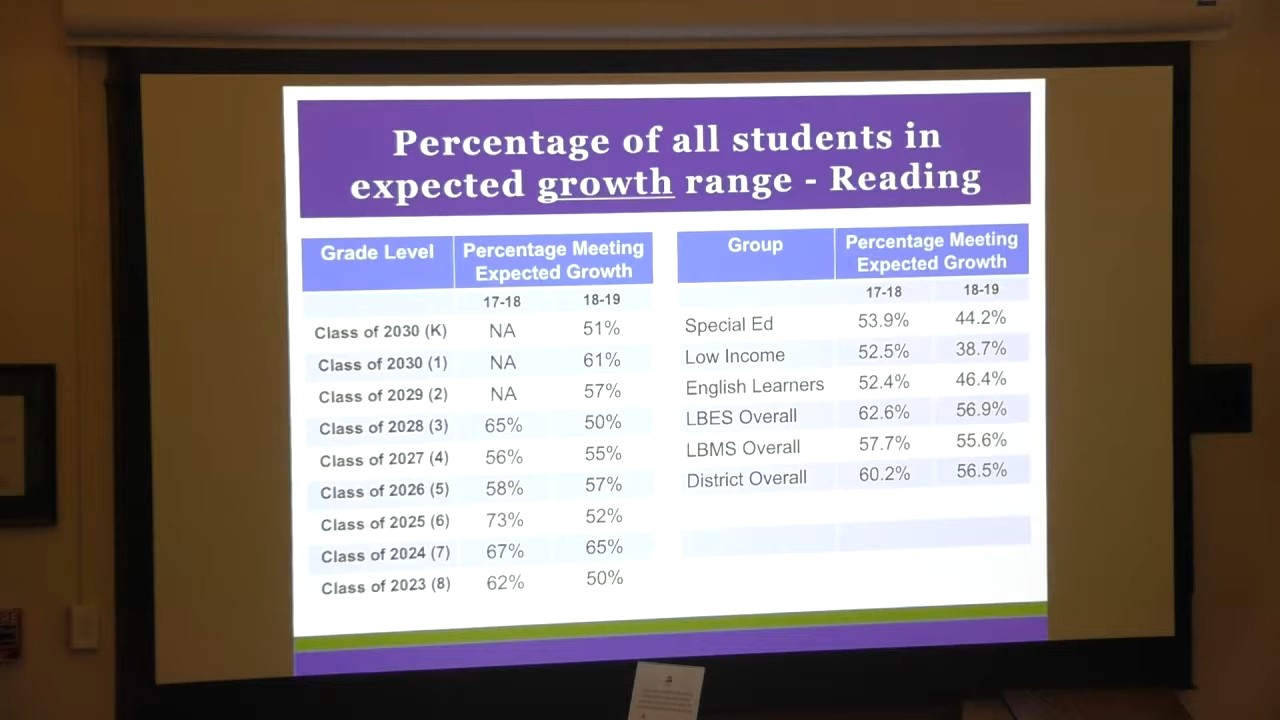 Percentage of all students in
expected growth range - Reading
Grade Level Percentage Meeting Expected Growth
17-18 18-19
Class of 2030 (K) NA 51%
Class of 2030 (1) NA 61%
Class of 2029 (2) NA 57%
Class of 2028 (3) 65% 50%
Class of 2027 (4) 56% 55%
Class of 2026 (5) 58% 57%
Class of 2025 (6) 73% 52%
Class of 2024 (7) 67% 65%
Class of 2023 (8) 62% 50%
Group Percentage Meeting Expected Growth
17-18 18-19
Special Ed 53.9% 44.2%
Low Income 52.5% 38.7%
English Learners 52.4% 46.4%
LBES Overall 62.6% 56.9%
LBMS Overall 57.7% 55.6%
District Overall 60.2% 56.5%